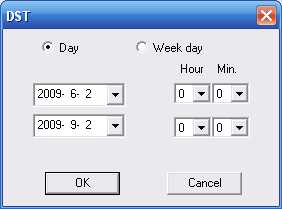 DST
Day Week day
Hour Min.
2009- 6- 2 0 0
2009- 9- 2 0 0
OK Cancel